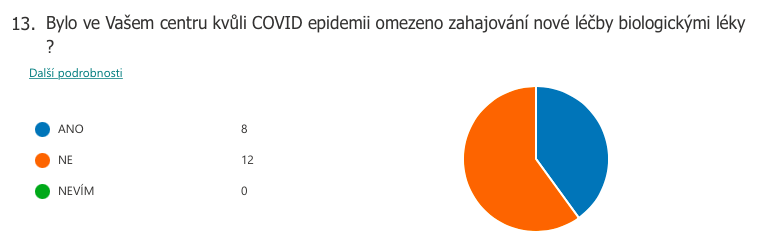 13. Bylo ve Vašem centru kvůli COVID epidemii omezeno zahajování nové léčby biologickými léky
?
Další podrobnosti
ANO 8
NE 12
NEVÍM 0